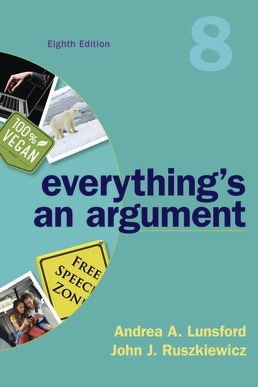 Eighth Edition
8
100%
VEGAN
everything's
an argument
FREE
SPEECH
ZONE
Andrea A. Lunsford
John J. Ruszkiewicz